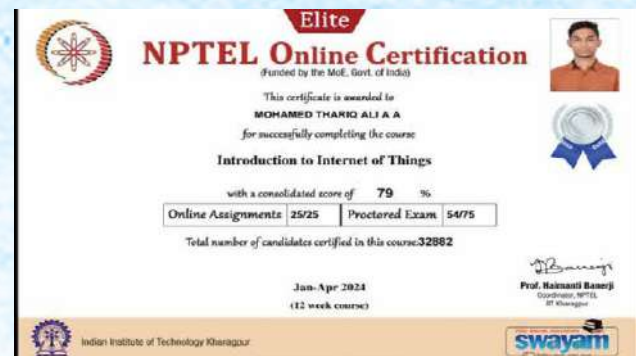 Elite
NPTEL Online Certification
(Funded by the MoE, Govt. of India)
This certificate is awarded to
MOHAMED THARIQ ALI A A
for successfully completing the course
Introduction to Internet of Things
with a consolidated score of 79 %
Online Assignments 25/25 Proctored Exam 54/75
Total number of candidates certified in this course:32882
Jan-Apr 2024
(12 week course)
Prof. Haimanti Banerji
Coordinator, NPTEL
IIT Kharagpur
Indian Institute of Technology Kharagpur
swayam